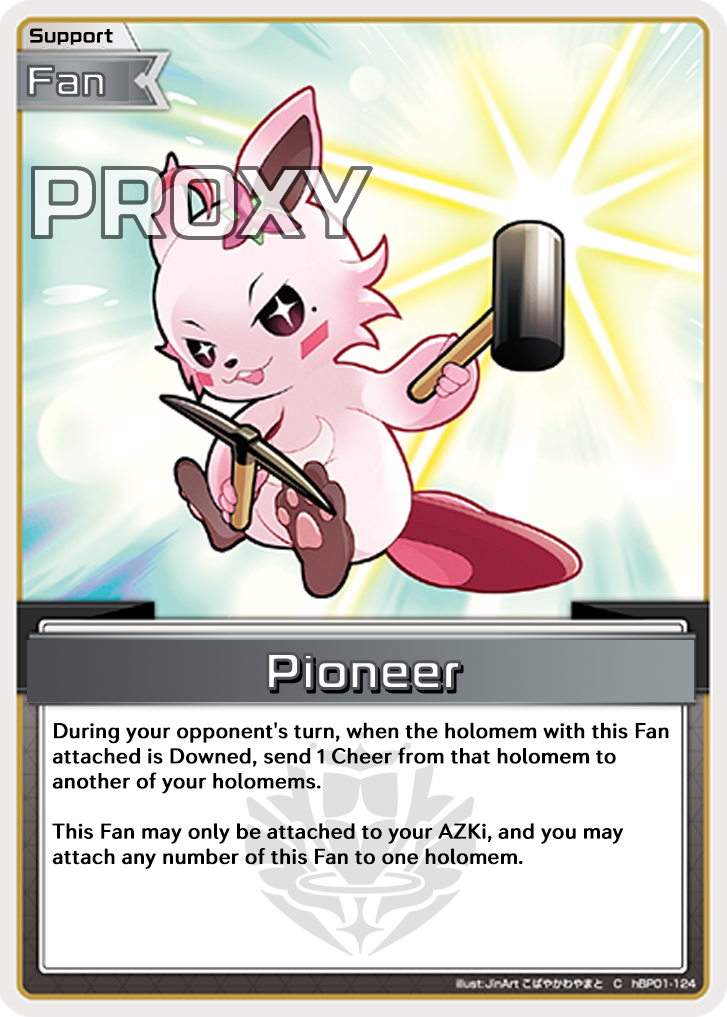 Support
Fan
PROXY
Pioneer
During your opponent's turn, when the holomem with this Fan
attached is Downed, send 1 Cheer from that holomem to
another of your holomems.
This Fan may only be attached to your AZKi, and you may
attach any number of this Fan to one holomem.
illust:JinArt こばやかわやまと C hBP01-124